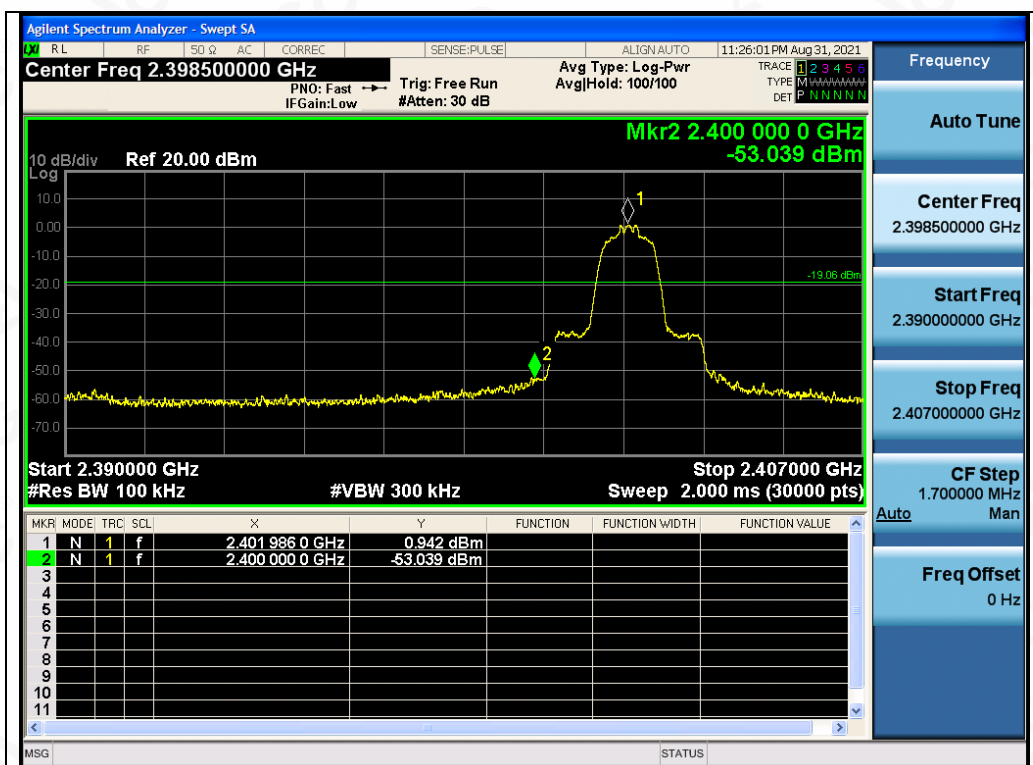 Agilent Spectrum Analyzer - Swept SA
LXI RL RF 50 Ω AC CORREC SENSE:PULSE ALIGN AUTO 11:26:01 PM Aug 31, 2021
Center Freq 2.398500000 GHz
PNO: Fast
IFGain:Low
Trig: Free Run
#Atten: 30 dB
Avg Type: Log-Pwr
Avg|Hold: 100/100
TRACE 1 2 3 4 5 6
TYPE M W W W W W
DET P N N N N N
Mkr2 2.400 000 0 GHz
-53.039 dBm
10 dB/div Ref 20.00 dBm
Log
10.0
0.00
-10.0
-20.0
-30.0
-40.0
-50.0
-60.0
-70.0
1
2
-19.06 dBm
Start 2.390000 GHz Stop 2.407000 GHz
#Res BW 100 kHz #VBW 300 kHz Sweep 2.000 ms (30000 pts)
MKR MODE TRC SCL X Y FUNCTION FUNCTION WIDTH FUNCTION VALUE
1 N 1 f 2.401 986 0 GHz 0.942 dBm
2 N 1 f 2.400 000 0 GHz -53.039 dBm
3
4
5
6
7
8
9
10
11
MSG STATUS
Frequency
Auto Tune
Center Freq
2.398500000 GHz
Start Freq
2.390000000 GHz
Stop Freq
2.407000000 GHz
CF Step
1.700000 MHz
Auto Man
Freq Offset
0 Hz